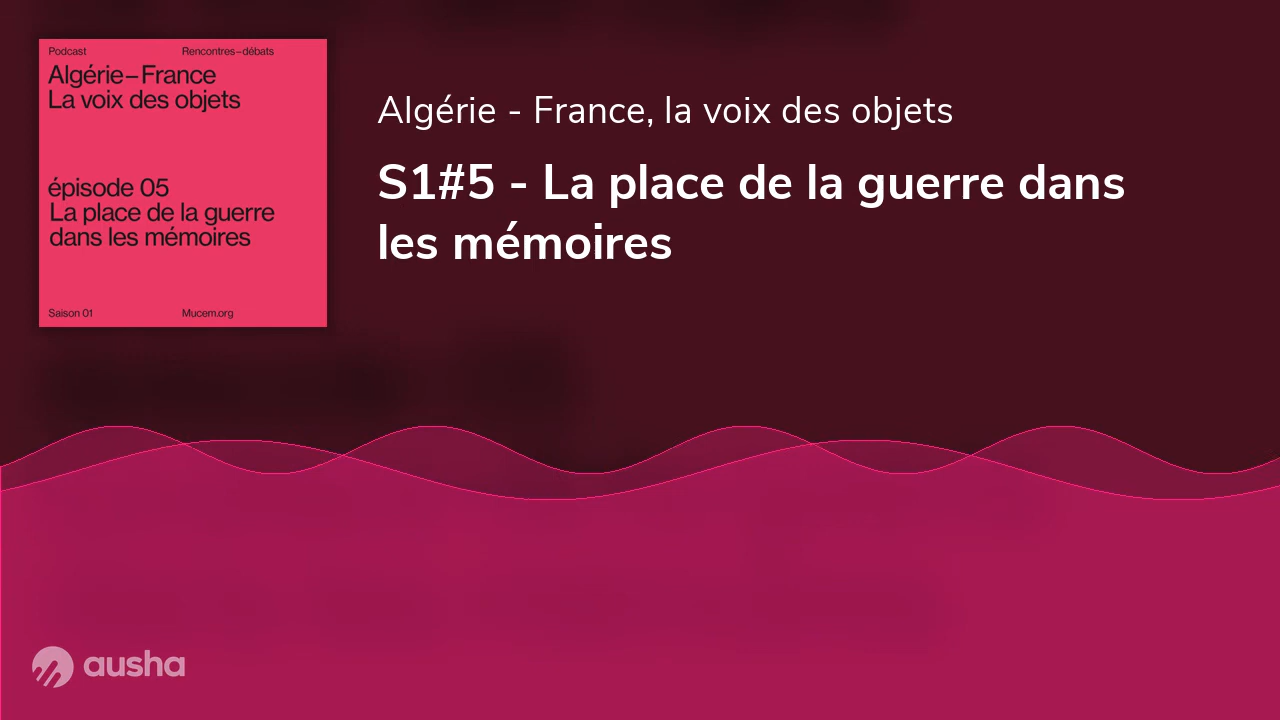 Podcast
Rencontres–débats
Algérie–France
La voix des objets
épisode 05
La place de la guerre
dans les mémoires
Saison 01
Mucem.org
Algérie - France, la voix des objets
S1#5 - La place de la guerre dans
les mémoires
ausha